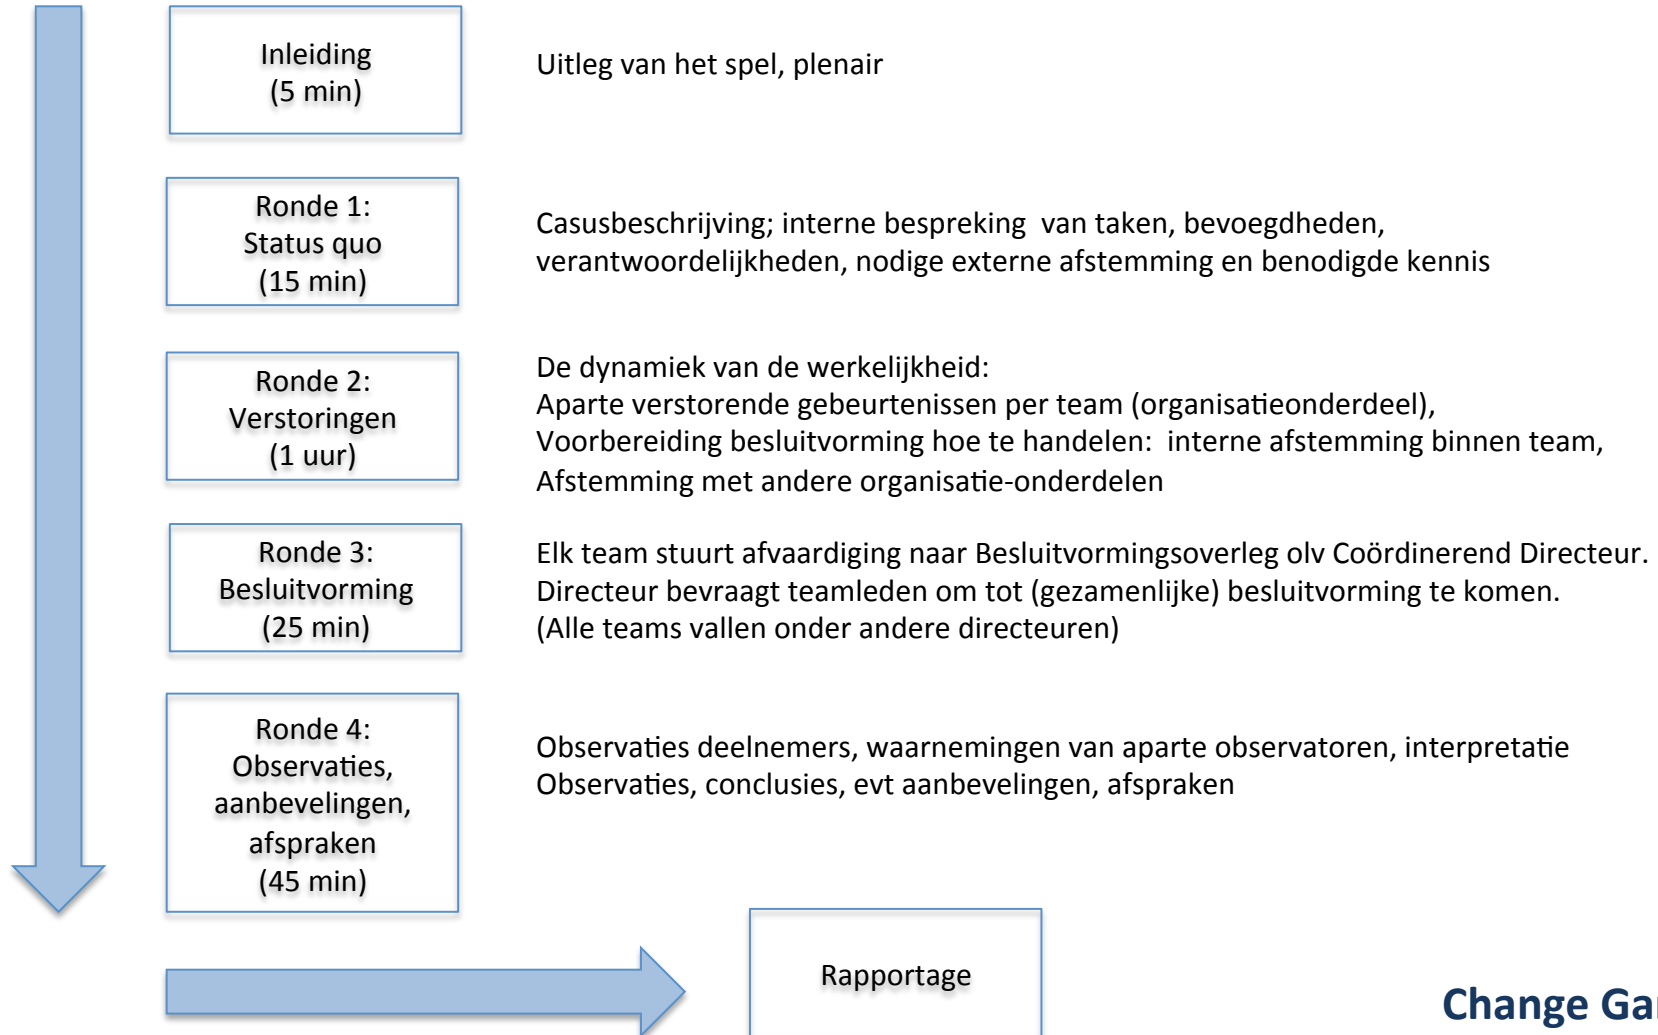 Inleiding
(5 min)
Uitleg van het spel, plenair
Ronde 1:
Status quo
(15 min)
Casusbeschrijving; interne bespreking  van taken, bevoegdheden,
verantwoordelijkheden, nodige externe afstemming en benodigde kennis
Ronde 2:
Verstoringen
(1 uur)
De dynamiek van de werkelijkheid:
Aparte verstorende gebeurtenissen per team (organisatieonderdeel),
Voorbereiding besluitvorming hoe te handelen:  interne afstemming binnen team,
Afstemming met andere organisatie-onderdelen
Ronde 3:
Besluitvorming
(25 min)
Elk team stuurt afvaardiging naar Besluitvormingsoverleg olv Coördinerend Directeur.
Directeur bevraagt teamleden om tot (gezamenlijke) besluitvorming te komen.
(Alle teams vallen onder andere directeuren)
Ronde 4:
Observaties,
aanbevelingen,
afspraken
(45 min)
Observaties deelnemers, waarnemingen van aparte observatoren, interpretatie
Observaties, conclusies, evt aanbevelingen, afspraken
Rapportage
Change